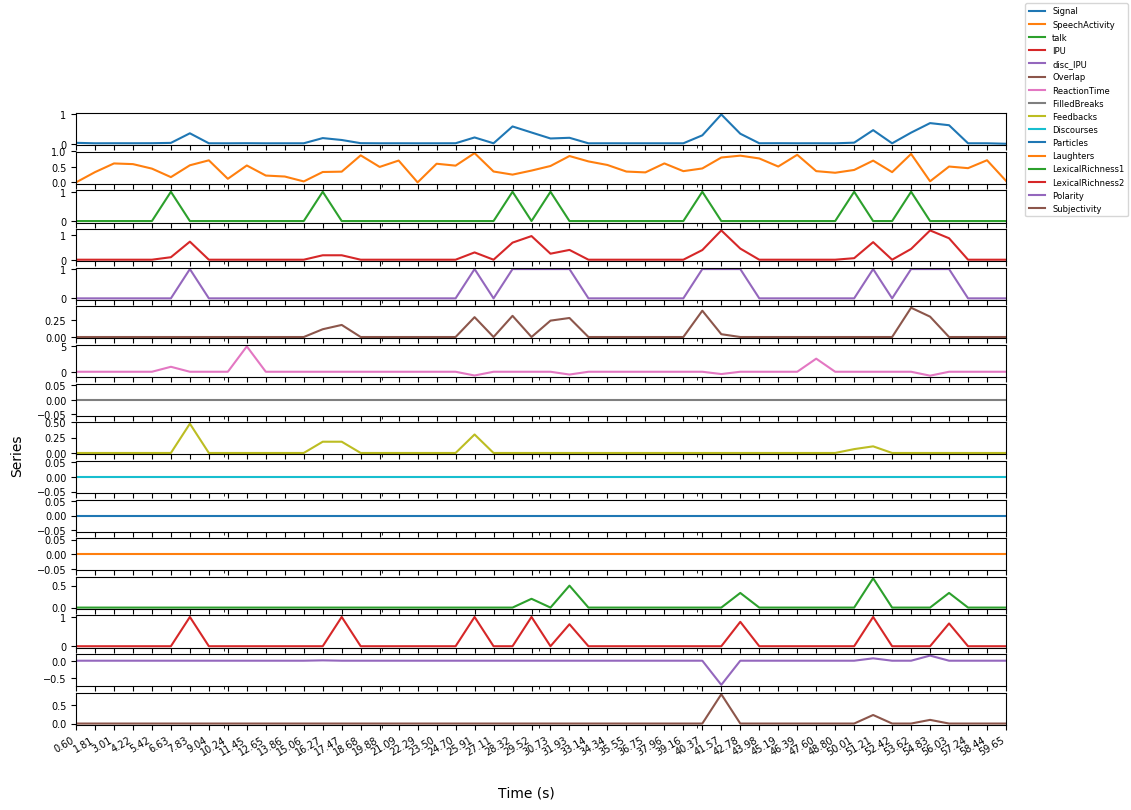 Signal
SpeechActivity
talk
IPU
disc_IPU
Overlap
ReactionTime
FilledBreaks
Feedbacks
Discourses
Particles
Laughters
LexicalRichness1
LexicalRichness2
Polarity
Subjectivity
1
0
1.0
0.5
0.0
1
0
1
0
1
0
0.25
0.00
5
0
0.05
0.00
−0.05
0.50
0.25
0.00
0.05
0.00
−0.05
0.05
0.00
−0.05
0.05
0.00
−0.05
0.5
0.0
1
0
0.0
−0.5
0.5
0.0
Series
0.60 1.81 3.01 4.22 5.42 6.63 7.83 9.04 10.24 11.45 12.65 13.86 15.06 16.27 17.47 18.68 19.88 21.09 22.29 23.50 24.70 25.91 27.11 28.32 29.52 30.73 31.93 33.14 34.34 35.55 36.75 37.96 39.16 40.37 41.57 42.78 43.98 45.19 46.39 47.60 48.80 50.01 51.21 52.42 53.62 54.83 56.03 57.24 58.44 59.65
Time (s)